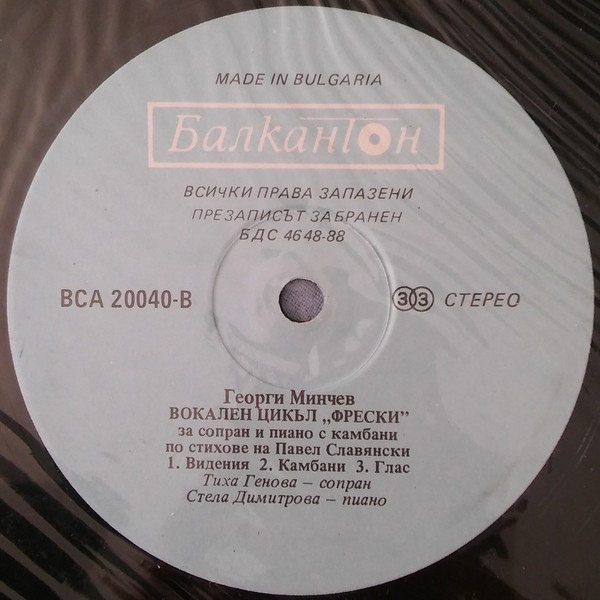 MADE IN BULGARIA
Балкантон
ВСИЧКИ ПРАВА ЗАПАЗЕНИ
ПРЕЗАПИСЪТ ЗАБРАНЕН
БДС 4648-88
ВСА 20040-В
33 СТЕРЕО
Георги Минчев
ВОКАЛЕН ЦИКЪЛ „ФРЕСКИ”
за сопран и пиано с камбани
по стихове на Павел Славянски
1. Видения 2. Камбани 3. Глас
Тиха Генова – сопран
Стела Димитрова – пиано